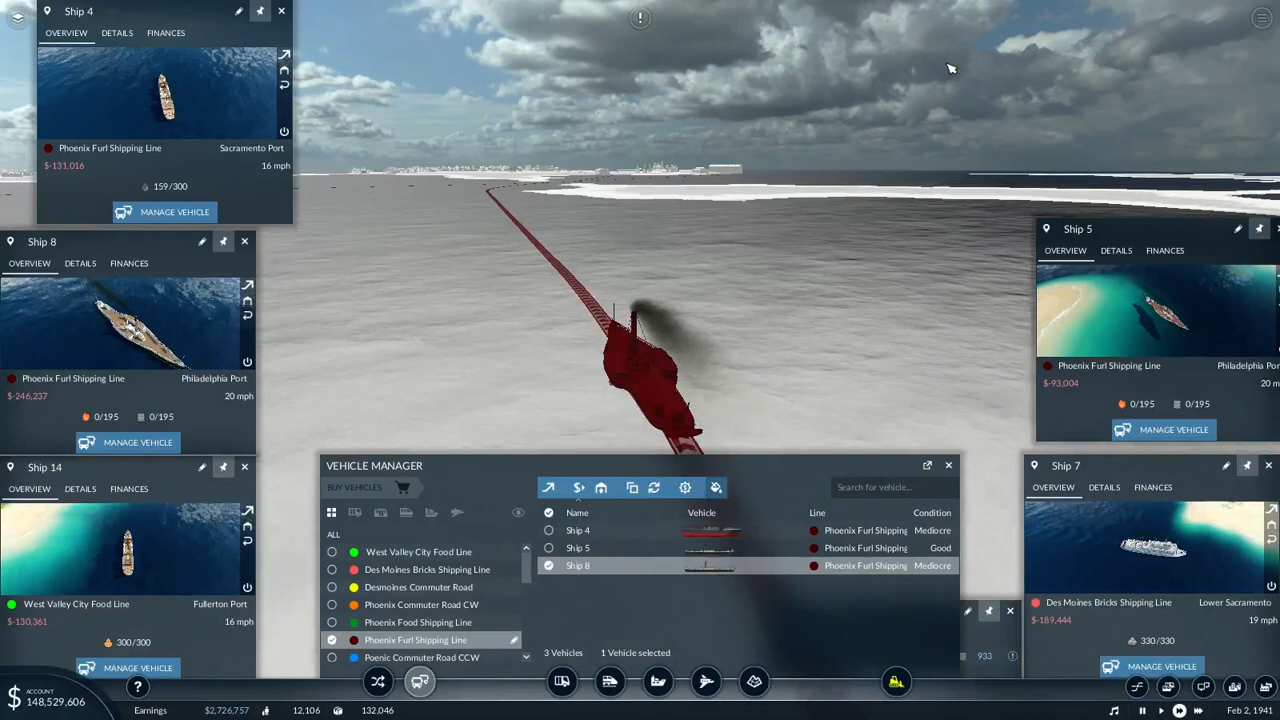 Ship 4
OVERVIEW DETAILS FINANCES
Phoenix Furl Shipping Line Sacramento Port
$-131,016 16 mph
159/300
MANAGE VEHICLE
Ship 8
OVERVIEW DETAILS FINANCES
Phoenix Furl Shipping Line Philadelphia Port
$-246,237 20 mph
0/195 0/195
MANAGE VEHICLE
Ship 14
OVERVIEW DETAILS FINANCES
West Valley City Food Line Fullerton Port
$-130,361 16 mph
300/300
MANAGE VEHICLE
Ship 5
OVERVIEW DETAILS FINANCES
Phoenix Furl Shipping Line Philadelphia Po
$-93,004 20 m
0/195 0/195
MANAGE VEHICLE
Ship 7
OVERVIEW DETAILS FINANCES
Des Moines Bricks Shipping Line Lower Sacramento
$-189,444 19 mph
330/330
MANAGE VEHICLE
VEHICLE MANAGER
BUY VEHICLES
Search for vehicle...
Name Vehicle Line Condition
Ship 4 Phoenix Furl Shipping Mediocre
Ship 5 Phoenix Furl Shipping Good
Ship 8 Phoenix Furl Shipping Mediocre
ALL
West Valley City Food Line
Des Moines Bricks Shipping Line
Desmoines Commuter Road
Phoenix Commuter Road CW
Phoenix Food Shipping Line
Phoenix Furl Shipping Line
Poenic Commuter Road CCW
3 Vehicles 1 Vehicle selected
933
$ ACCOUNT
148,529,606
?
Earnings $2,726,757 12,106 132,046
Feb 2, 1941